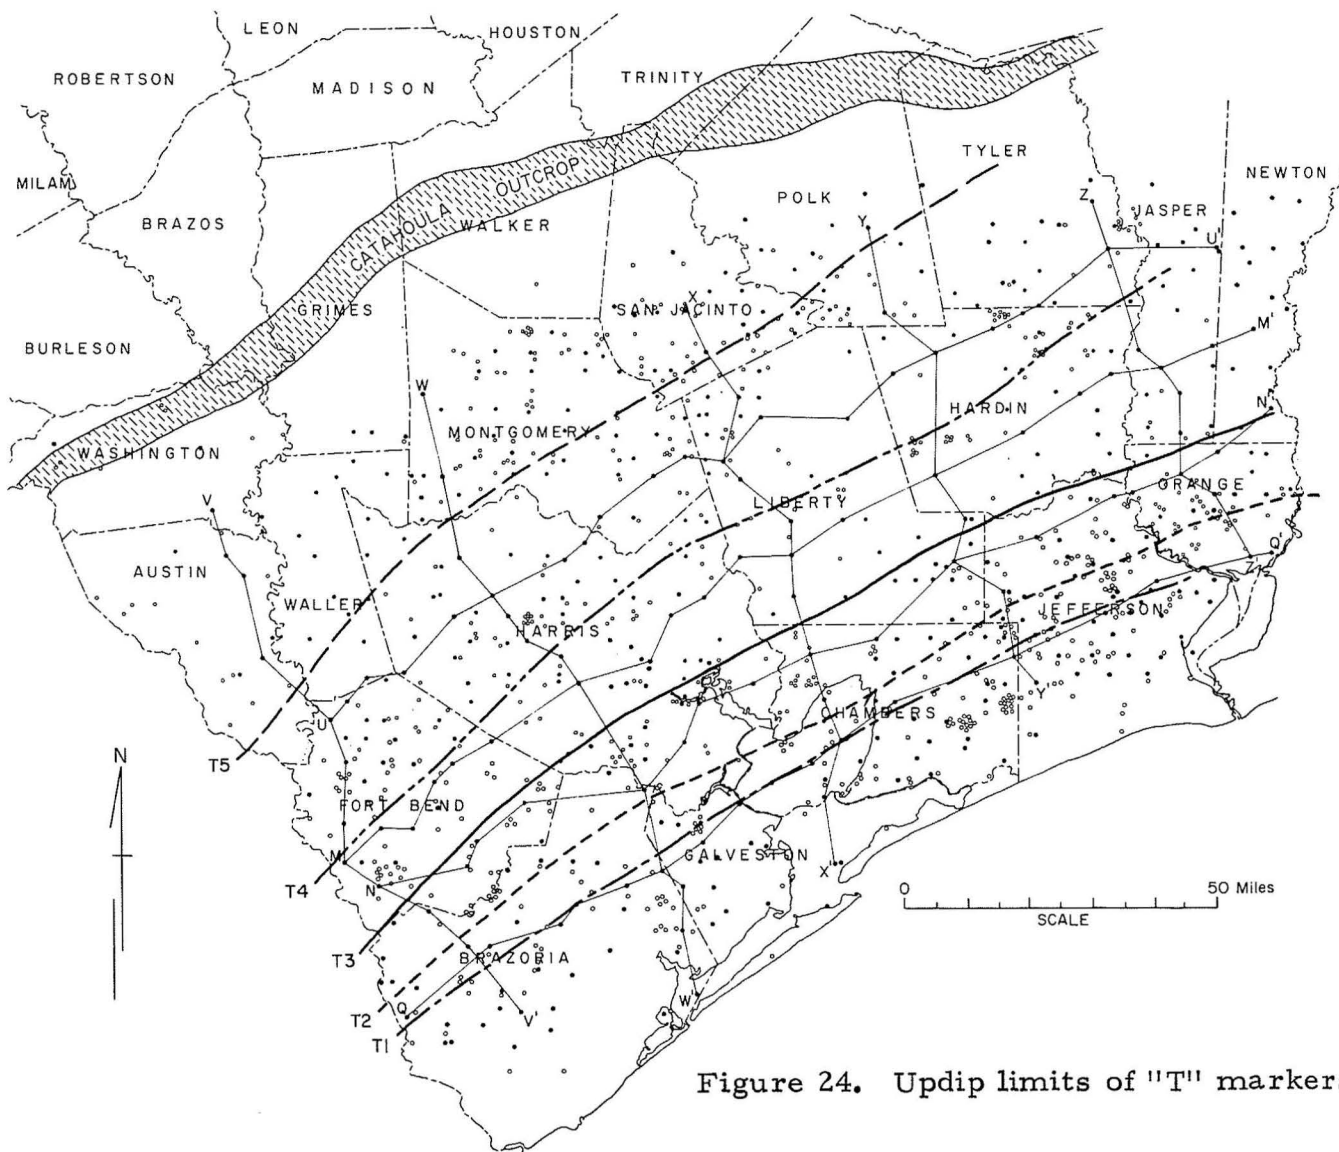 LEON
HOUSTON
ROBERTSON
MADISON
TRINITY
TYLER
NEWTON
MILAM
POLK
Z
JASPER
BRAZOS
OUTCROP
CATAHOULA
WALKER
Y
U'
GRIMES
X
SAN JACINTO
M'
BURLESON
W
N'
HARDIN
MONTGOMERY
WASHINGTON
ORANGE
V
LIBERTY
Q'
AUSTIN
Z'
WALLER
JEFFERSON
HARRIS
Y'
U
CHAMBERS
N
T5
FORT BEND
M
GALVESTON
X'
T4
N
0 50 Miles
SCALE
T3
BRAZORIA
W'
Q
T2
V'
T1
Figure 24. Updip limits of "T" marker